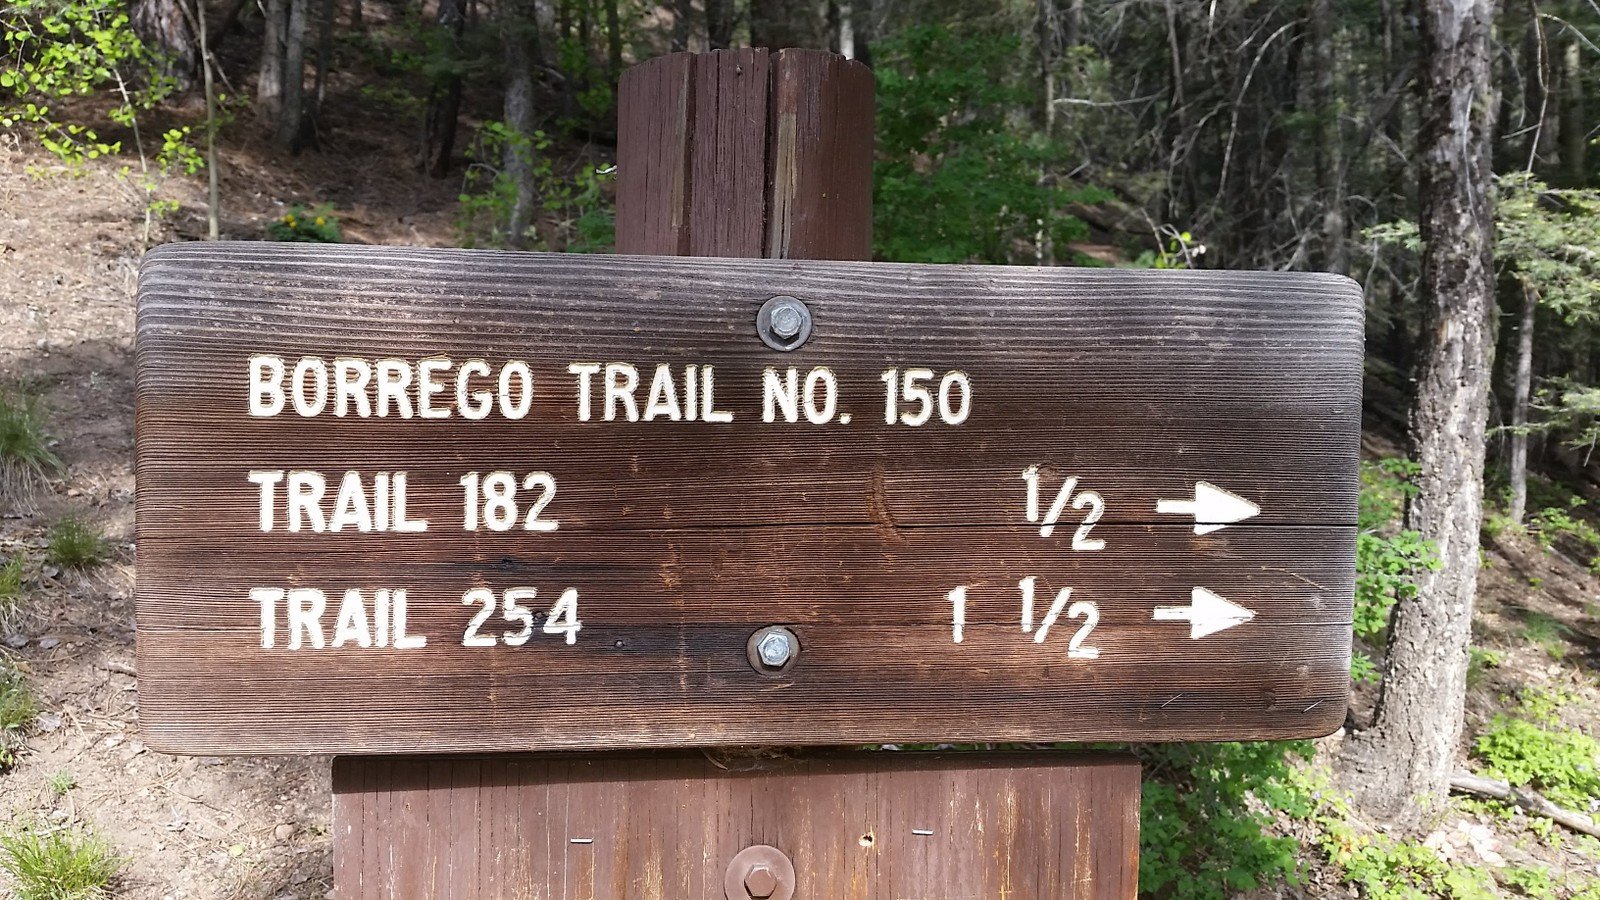 BORREGO TRAIL NO. 150
TRAIL 182 1/2 →
TRAIL 254 1 1/2 →